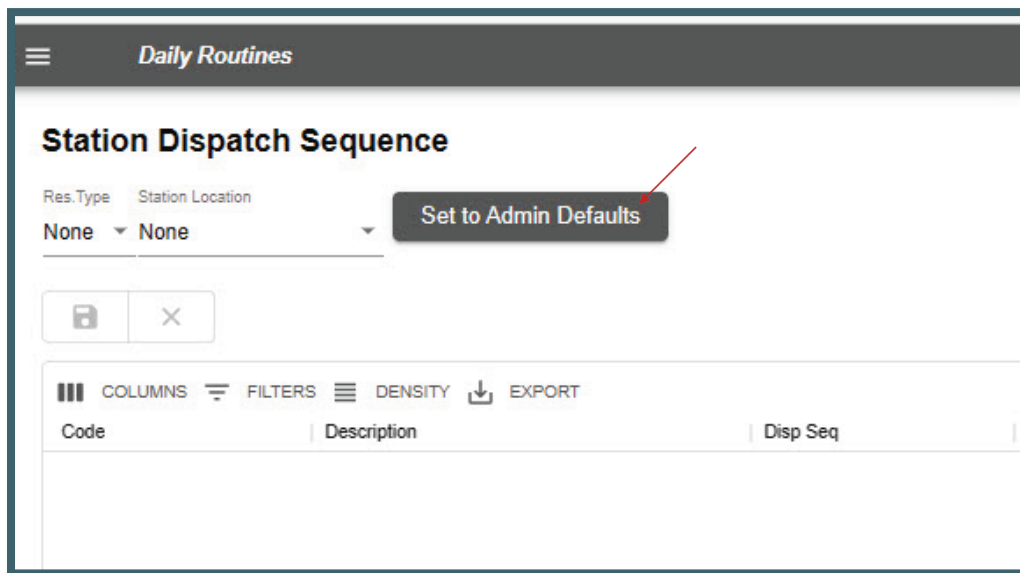 Daily Routines
Station Dispatch Sequence
Res.Type Station Location
None None
Set to Admin Defaults
COLUMNS FILTERS DENSITY EXPORT
Code Description Disp Seq